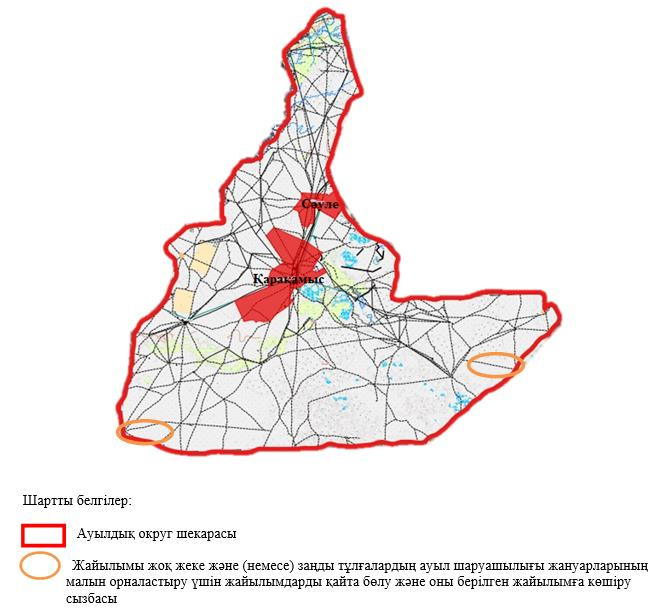 Сәуле
Қарақамыс
Шартты белгілер:
Ауылдық округ шекарасы
Жайылымы жоқ жеке және (немесе) заңды тұлғалардың ауыл шаруашылығы жануарларының
малын орналастыру үшін жайылымдарды қайта бөлу және оны берілген жайылымға көшіру
сызбасы